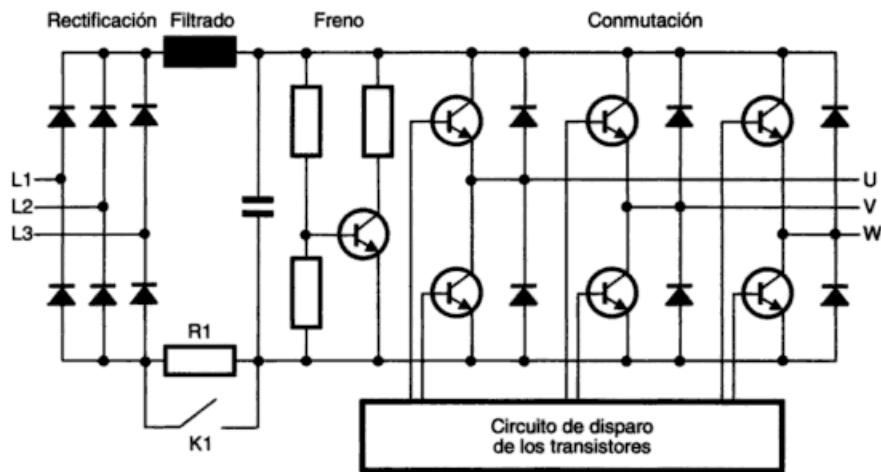 Rectificación Filtrado Freno Conmutación
L1 U
L2 V
L3 W
R1
K1
Circuito de disparo
de los transistores